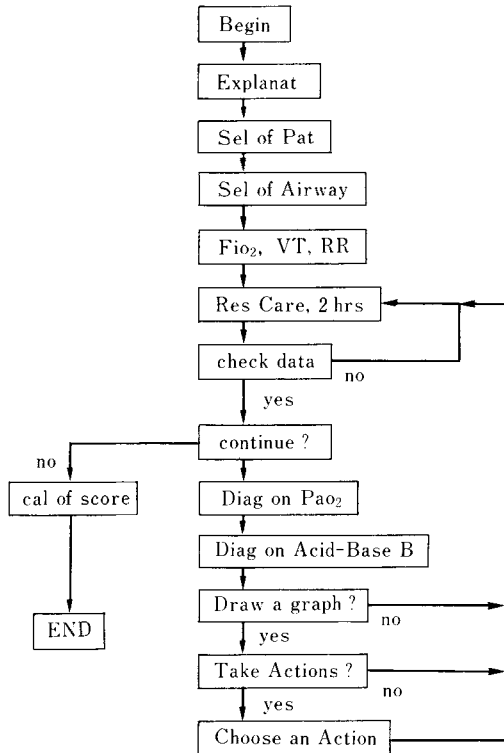 Begin
Explanat
Sel of Pat
Sel of Airway
Fio₂, VT, RR
Res Care, 2 hrs
check data
no
yes
continue ?
no
cal of score
Diag on Pao₂
Diag on Acid-Base B
END
Draw a graph ?
no
yes
Take Actions ?
no
yes
Choose an Action